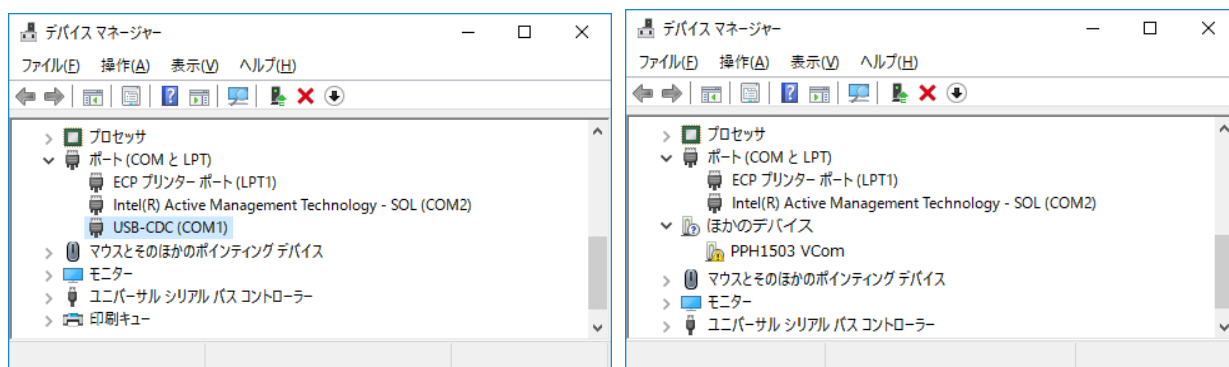 デバイス マネージャー
ファイル(F) 操作(A) 表示(V) ヘルプ(H)
プロセッサ
ポート (COM と LPT)
ECP プリンター ポート (LPT1)
Intel(R) Active Management Technology - SOL (COM2)
USB-CDC (COM1)
マウスとそのほかのポインティング デバイス
モニター
ユニバーサル シリアル バス コントローラー
印刷キュー
デバイス マネージャー
ファイル(F) 操作(A) 表示(V) ヘルプ(H)
プロセッサ
ポート (COM と LPT)
ECP プリンター ポート (LPT1)
Intel(R) Active Management Technology - SOL (COM2)
ほかのデバイス
PPH1503 VCom
マウスとそのほかのポインティング デバイス
モニター
ユニバーサル シリアル バス コントローラー